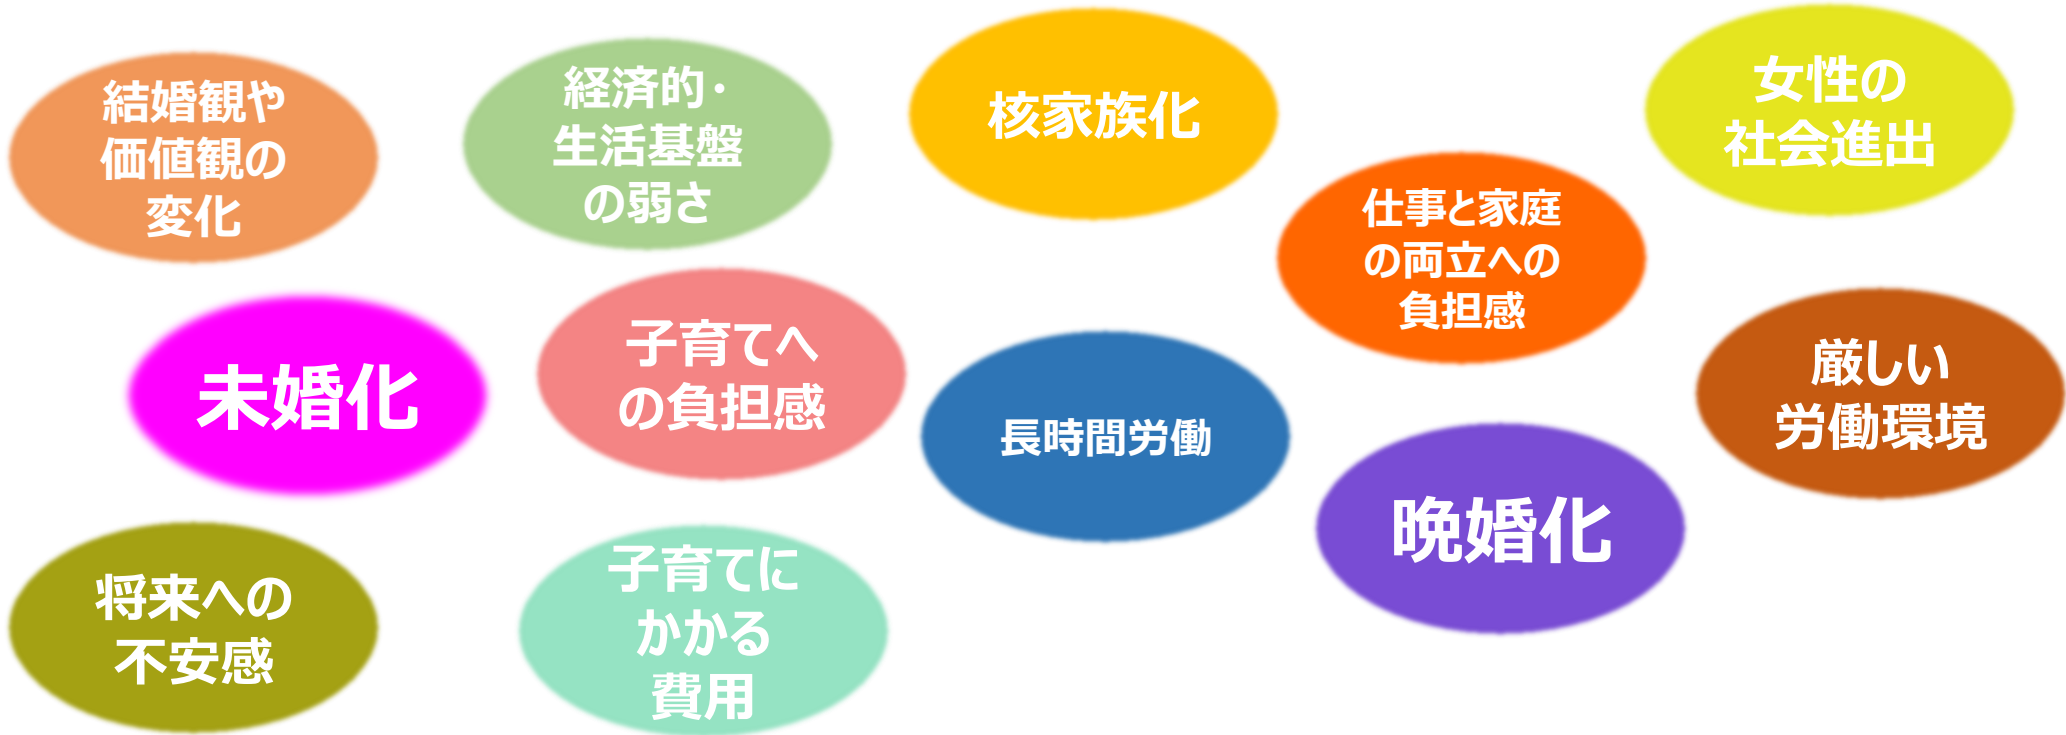 結婚観や
価値観の
変化
経済的・
生活基盤
の弱さ
核家族化
女性の
社会進出
仕事と家庭
の両立への
負担感
未婚化
子育てへ
の負担感
長時間労働
厳しい
労働環境
晩婚化
将来への
不安感
子育てに
かかる
費用